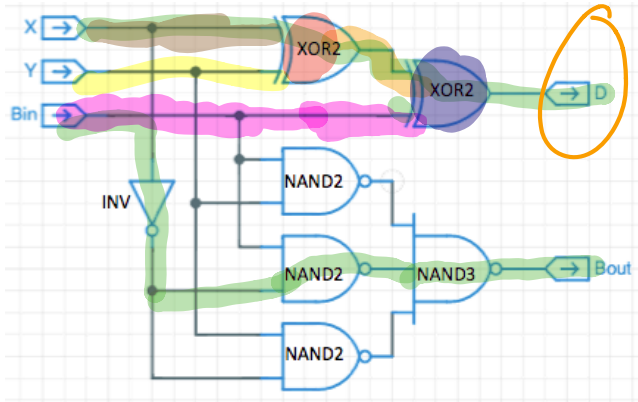 X
XOR2
Y
XOR2
D
Bin
NAND2
INV
NAND2
NAND3
Bout
NAND2